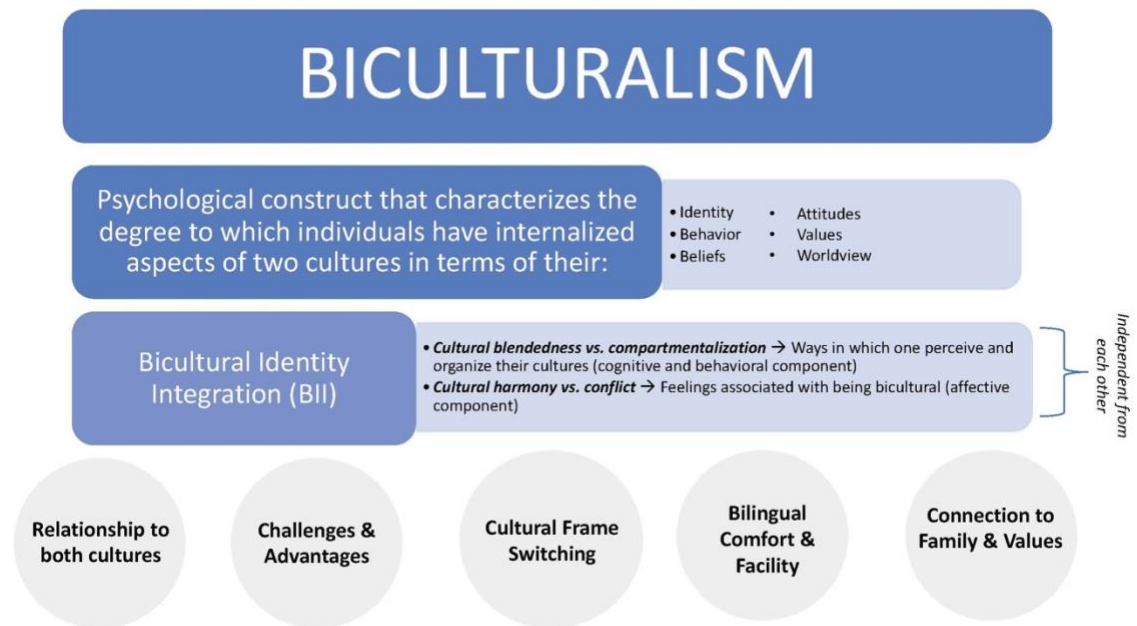 BICULTURALISM
Psychological construct that characterizes the
degree to which individuals have internalized
aspects of two cultures in terms of their:
• Identity
• Behavior
• Beliefs
• Attitudes
• Values
• Worldview
Bicultural Identity
Integration (BII)
• Cultural blendedness vs. compartmentalization → Ways in which one perceive and
organize their cultures (cognitive and behavioral component)
• Cultural harmony vs. conflict → Feelings associated with being bicultural (affective
component)
Independent from
each other
Relationship to
both cultures
Challenges &
Advantages
Cultural Frame
Switching
Bilingual
Comfort &
Facility
Connection to
Family & Values